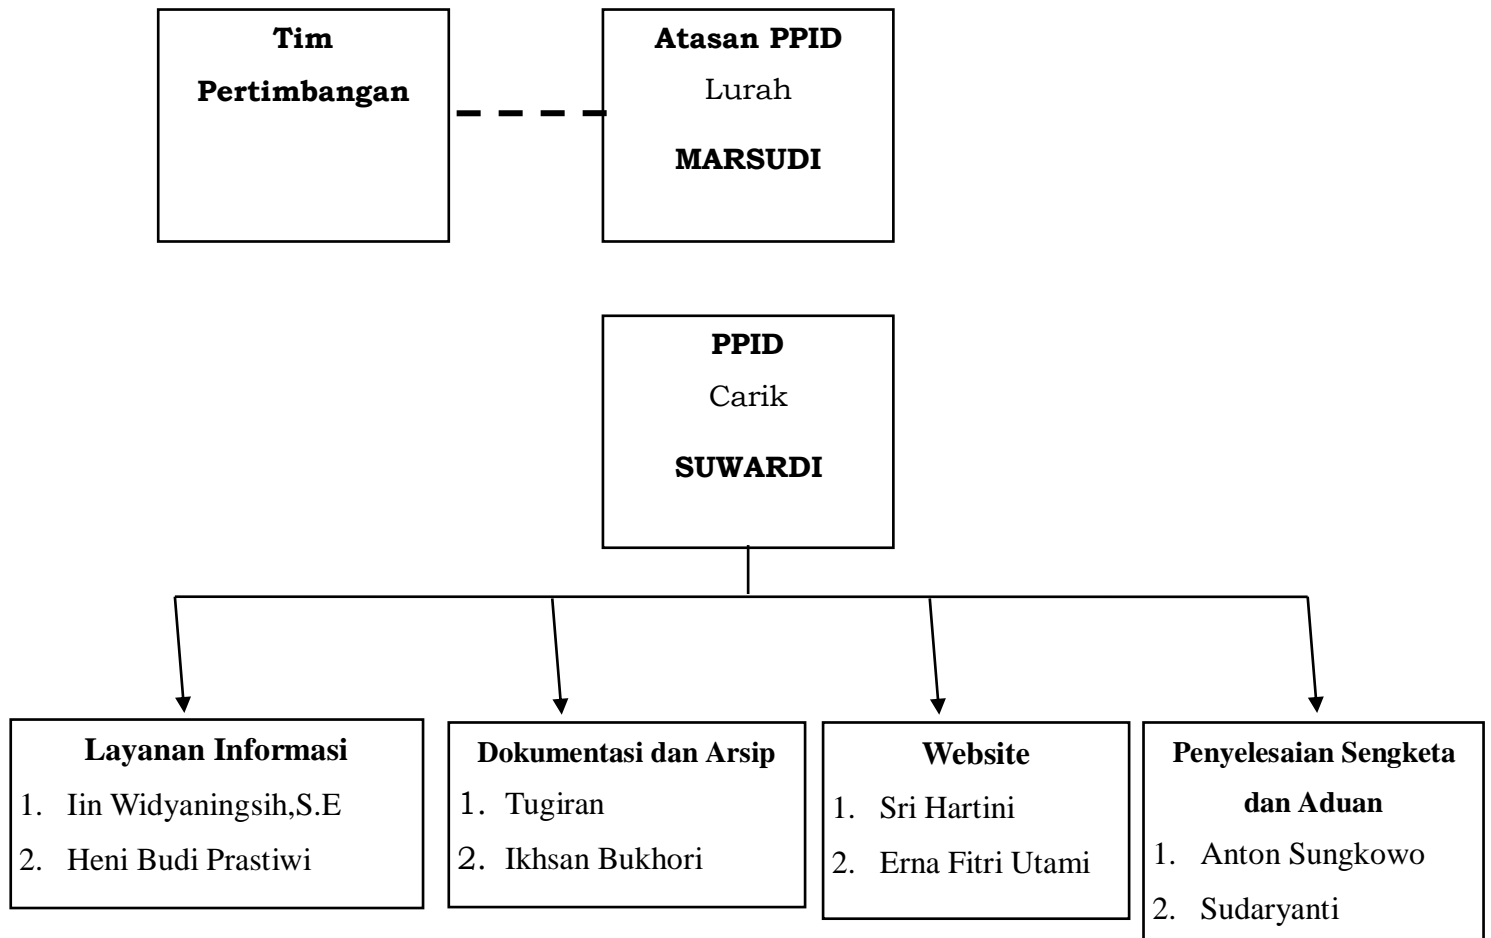 Tim
Pertimbangan
Atasan PPID
Lurah
MARSUDI
PPID
Carik
SUWARDI
Layanan Informasi
1. Iin Widyaningsih,S.E
2. Heni Budi Prastiwi
Dokumentasi dan Arsip
1. Tugiran
2. Ikhsan Bukhori
Website
1. Sri Hartini
2. Erna Fitri Utami
Penyelesaian Sengketa
dan Aduan
1. Anton Sungkowo
2. Sudaryanti